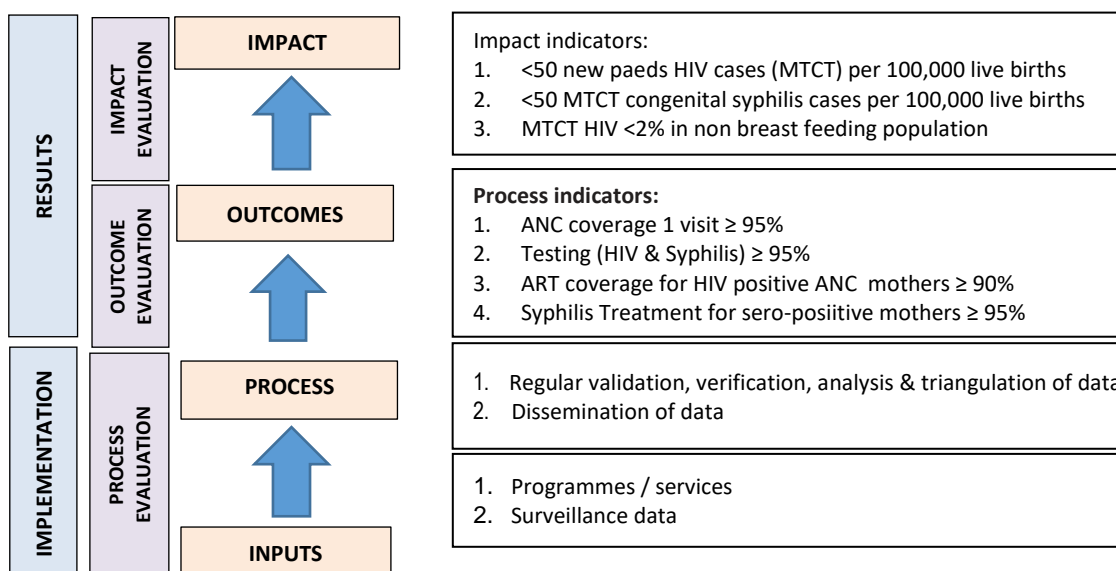 RESULTS
IMPLEMENTATION
IMPACT
EVALUATION
OUTCOME
EVALUATION
PROCESS
EVALUATION
IMPACT
OUTCOMES
PROCESS
INPUTS
Impact indicators:
1. <50 new paeds HIV cases (MTCT) per 100,000 live births
2. <50 MTCT congenital syphilis cases per 100,000 live births
3. MTCT HIV <2% in non breast feeding population
Process indicators:
1. ANC coverage 1 visit ≥ 95%
2. Testing (HIV & Syphilis) ≥ 95%
3. ART coverage for HIV positive ANC mothers ≥ 90%
4. Syphilis Treatment for sero-posiitive mothers ≥ 95%
1. Regular validation, verification, analysis & triangulation of data
2. Dissemination of data
1. Programmes / services
2. Surveillance data